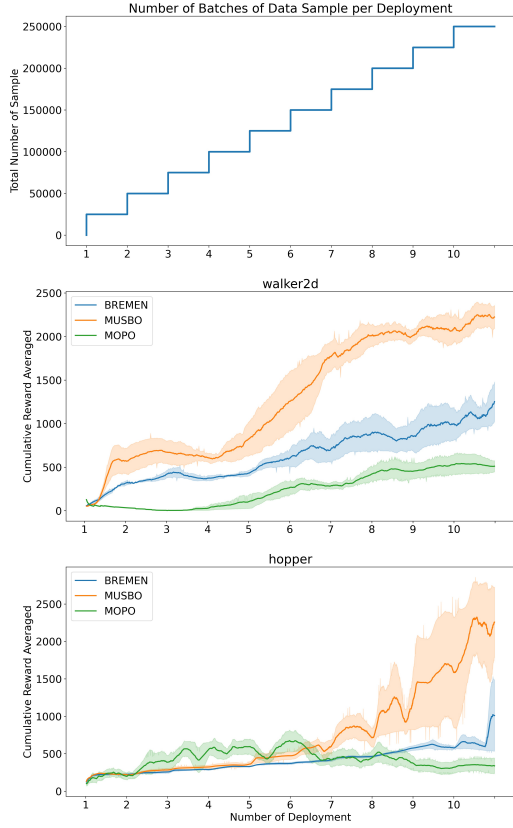 Number of Batches of Data Sample per Deployment
Total Number of Sample
250000
200000
150000
100000
50000
0
1 2 3 4 5 6 7 8 9 10
walker2d
Cumulative Reward Averaged
2500
2000
1500
1000
500
0
BREMEN
MUSBO
MOPO
1 2 3 4 5 6 7 8 9 10
hopper
Cumulative Reward Averaged
2500
2000
1500
1000
500
0
BREMEN
MUSBO
MOPO
1 2 3 4 5 6 7 8 9 10
Number of Deployment